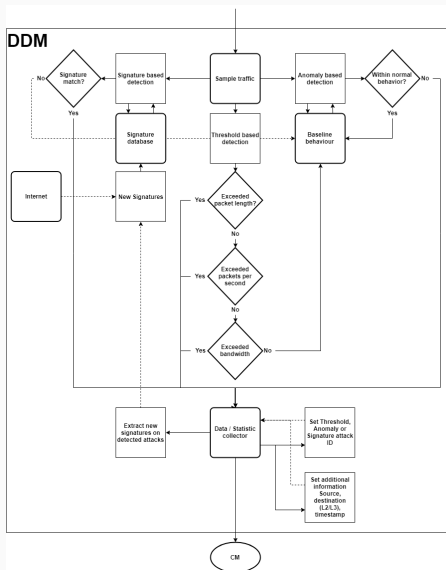 DDM
No
Signature
match?
Signature based
detection
Sample traffic
Anomaly based
detection
Within normal
behavior?
No
Yes
Yes
Signature
database
Threshold based
detection
Baseline
behaviour
Internet
New Signatures
Yes
Exceeded
packet length?
No
Yes
Exceeded
packets per
second
No
Yes
Exceeded
bandwidth
No
Extract new
signatures on
detected attacks
Data / Statistic
collector
Set Threshold,
Anomaly or
Signature attack
ID
Set additional
information
Source,
destination
(L2/L3),
timestamp
CM